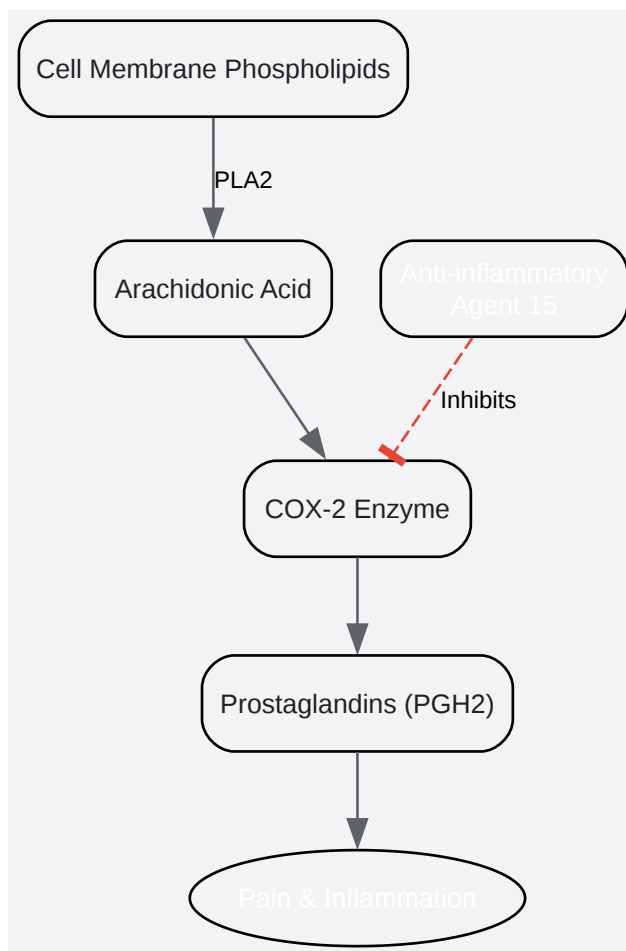 Cell Membrane Phospholipids
PLA2
Arachidonic Acid
Anti-inflammatory
Agent 15
Inhibits
COX-2 Enzyme
Prostaglandins (PGH2)
Pain & Inflammation